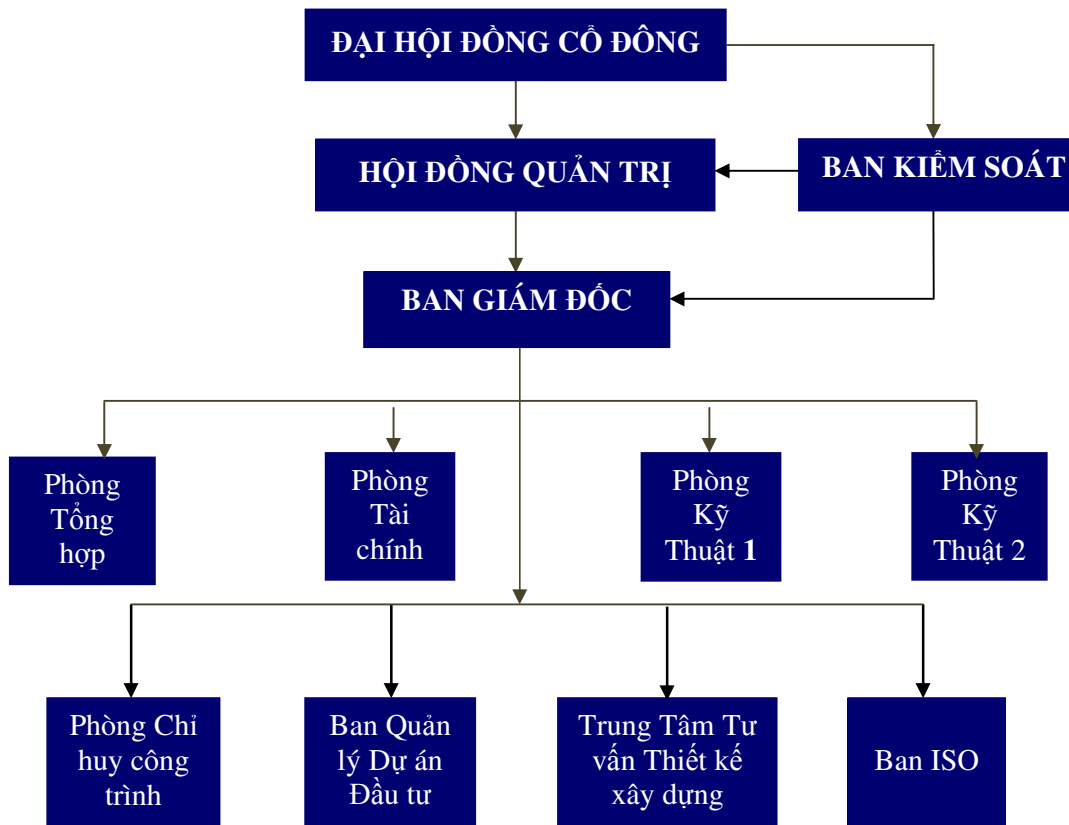 ĐẠI HỘI ĐỒNG CỔ ĐÔNG
HỘI ĐỒNG QUẢN TRỊ
BAN KIỂM SOÁT
BAN GIÁM ĐỐC
Phòng
Tổng
hợp
Phòng
Tài
chính
Phòng
Kỹ
Thuật 1
Phòng
Kỹ
Thuật 2
Phòng Chỉ
huy công
trình
Ban Quản
lý Dự án
Đầu tư
Trung Tâm Tư
vấn Thiết kế
xây dựng
Ban ISO